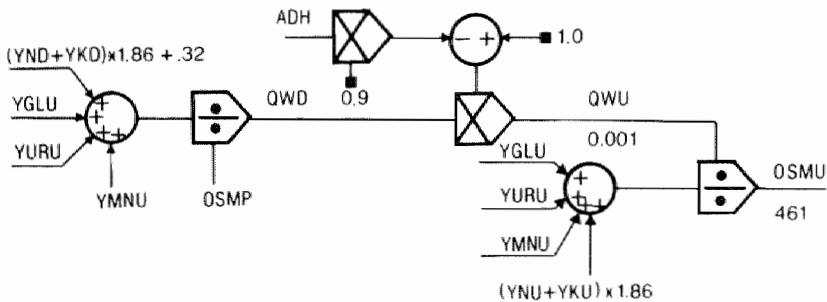 ADH
1.0
0.9
(YND+YKD)×1.86 + .32
YGLU
YURU
YMNU
QWD
OSMP
QWU
0.001
YGLU
YURU
YMNU
(YNU+YKU)×1.86
OSMU
461